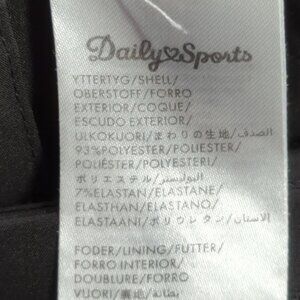 Daily♡Sports
YTTERTYG/SHELL/
OBERSTOFF/FORRO
EXTERIOR/COQUE/
ESCUDO EXTERIOR/
ULKOKUORI/まわりの生地/الصدف/
93%POLYESTER/POLIESTER/
POLIÉSTER/POLYESTERI/
ポリエステル/البوليستر/
7%ELASTAN/ELASTANE/
ELASTHAN/ELASTANO/
ELASTAANI/ポリウレタン/الاستان/
FODER/LINING/FUTTER/
FORRO INTERIOR/
DOUBLURE/FORRO
VUORI/裏地/بطانة/